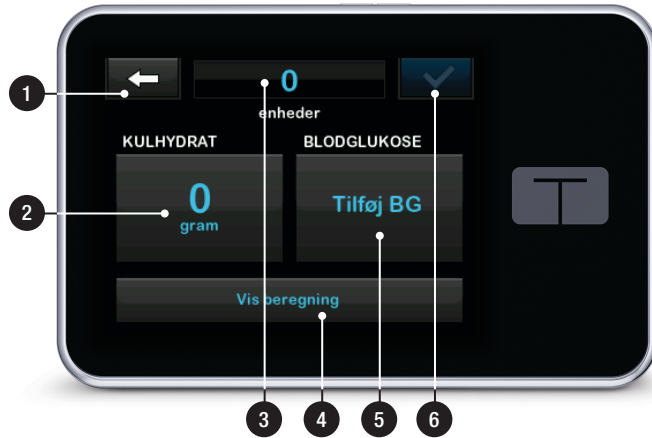 0
enheder
KULHYDRAT
BLODGLUKOSE
0
gram
Tilføj BG
Vis beregning
1
2
3
4
5
6